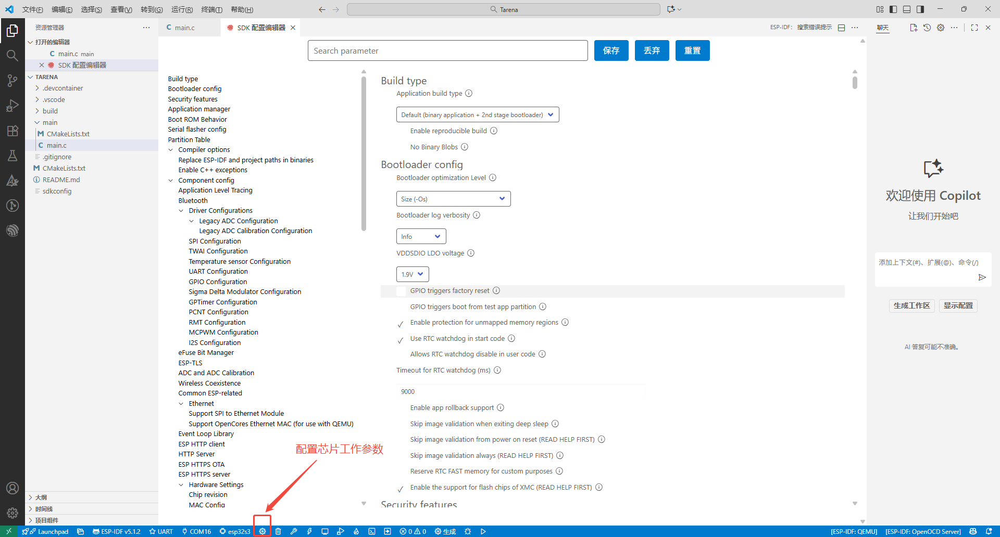 文件(F) 编辑(E) 选择(S) 查看(V) 转到(G) 运行(R) 终端(T) 帮助(H) Tarena
资源管理器
main.c SDK 配置编辑器
ESP-IDF: 搜索错误提示
聊天
打开的编辑器
main.c main
SDK 配置编辑器
TARENA
.devcontainer
.vscode
build
main
CMakeLists.txt
main.c
.gitignore
CMakeLists.txt
README.md
sdkconfig
大纲
时间线
项目组件
Search parameter 保存 丢弃 重置
Build type
Bootloader config
Security features
Application manager
Boot ROM Behavior
Serial flasher config
Partition Table
Compiler options
Replace ESP-IDF and project paths in binaries
Enable C++ exceptions
Component config
Application Level Tracing
Bluetooth
Driver Configurations
Legacy ADC Configuration
Legacy ADC Calibration Configuration
SPI Configuration
TWAI Configuration
Temperature sensor Configuration
UART Configuration
GPIO Configuration
Sigma Delta Modulator Configuration
GPTimer Configuration
PCNT Configuration
RMT Configuration
MCPWM Configuration
I2S Configuration
eFuse Bit Manager
ESP-TLS
ADC and ADC Calibration
Wireless Coexistence
Common ESP-related
Ethernet
Support SPI to Ethernet Module
Support OpenCores Ethernet MAC (for use with QEMU)
Event Loop Library
ESP HTTP client
HTTP Server
ESP HTTPS OTA
ESP HTTPS server
Hardware Settings
Chip revision
MAC Config
配置芯片工作参数
Build type
Application build type
Default (binary application + 2nd stage bootloader)
Enable reproducible build
No Binary Blobs
Bootloader config
Bootloader optimization Level
Size (-Os)
Bootloader log verbosity
Info
VDDSDIO LDO voltage
1.9V
GPIO triggers factory reset
GPIO triggers boot from test app partition
Enable protection for unmapped memory regions
Use RTC watchdog in start code
Allows RTC watchdog disable in user code
Timeout for RTC watchdog (ms)
9000
Enable app rollback support
Skip image validation when exiting deep sleep
Skip image validation from power on reset (READ HELP FIRST)
Skip image validation always (READ HELP FIRST)
Reserve RTC FAST memory for custom purposes
Enable the support for flash chips of XMC (READ HELP FIRST)
Security features
欢迎使用 Copilot
让我们开始吧
添加上下文(#)、扩展(@)、命令(/)
生成工作区 显示配置
AI 答复可能不准确。
Launchpad ESP-IDF v5.1.2 UART COM16 esp32s3 0 0 生成 [ESP-IDF: QEMU] [ESP-IDF: OpenOCD Server]